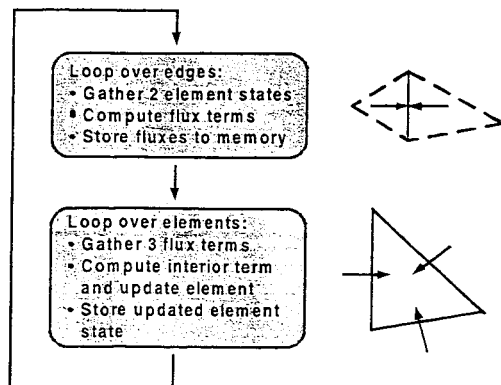 Loop over edges:
• Gather 2 element states
• Compute flux terms
• Store fluxes to memory
Loop over elements:
• Gather 3 flux terms
• Compute interior term
and update element
• Store updated element
state